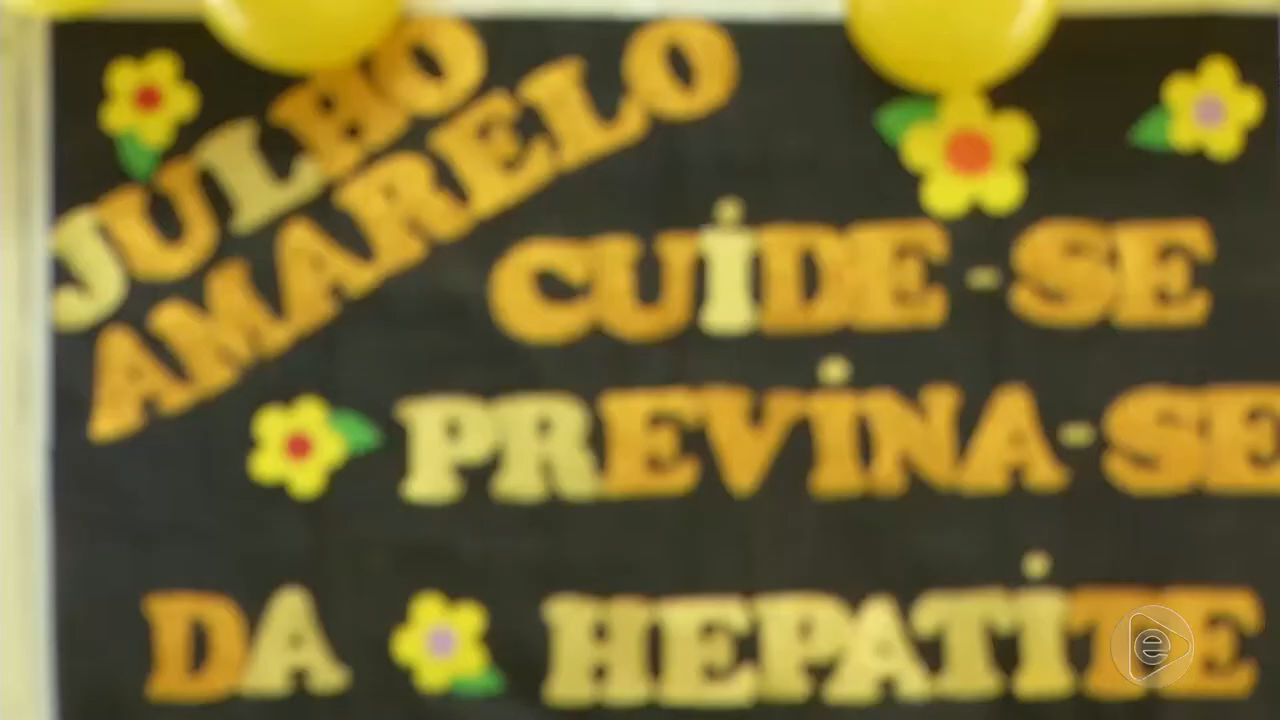 JULHO
AMARELO
CUIDE-SE
PREVINA-SE
DA HEPATITE
e